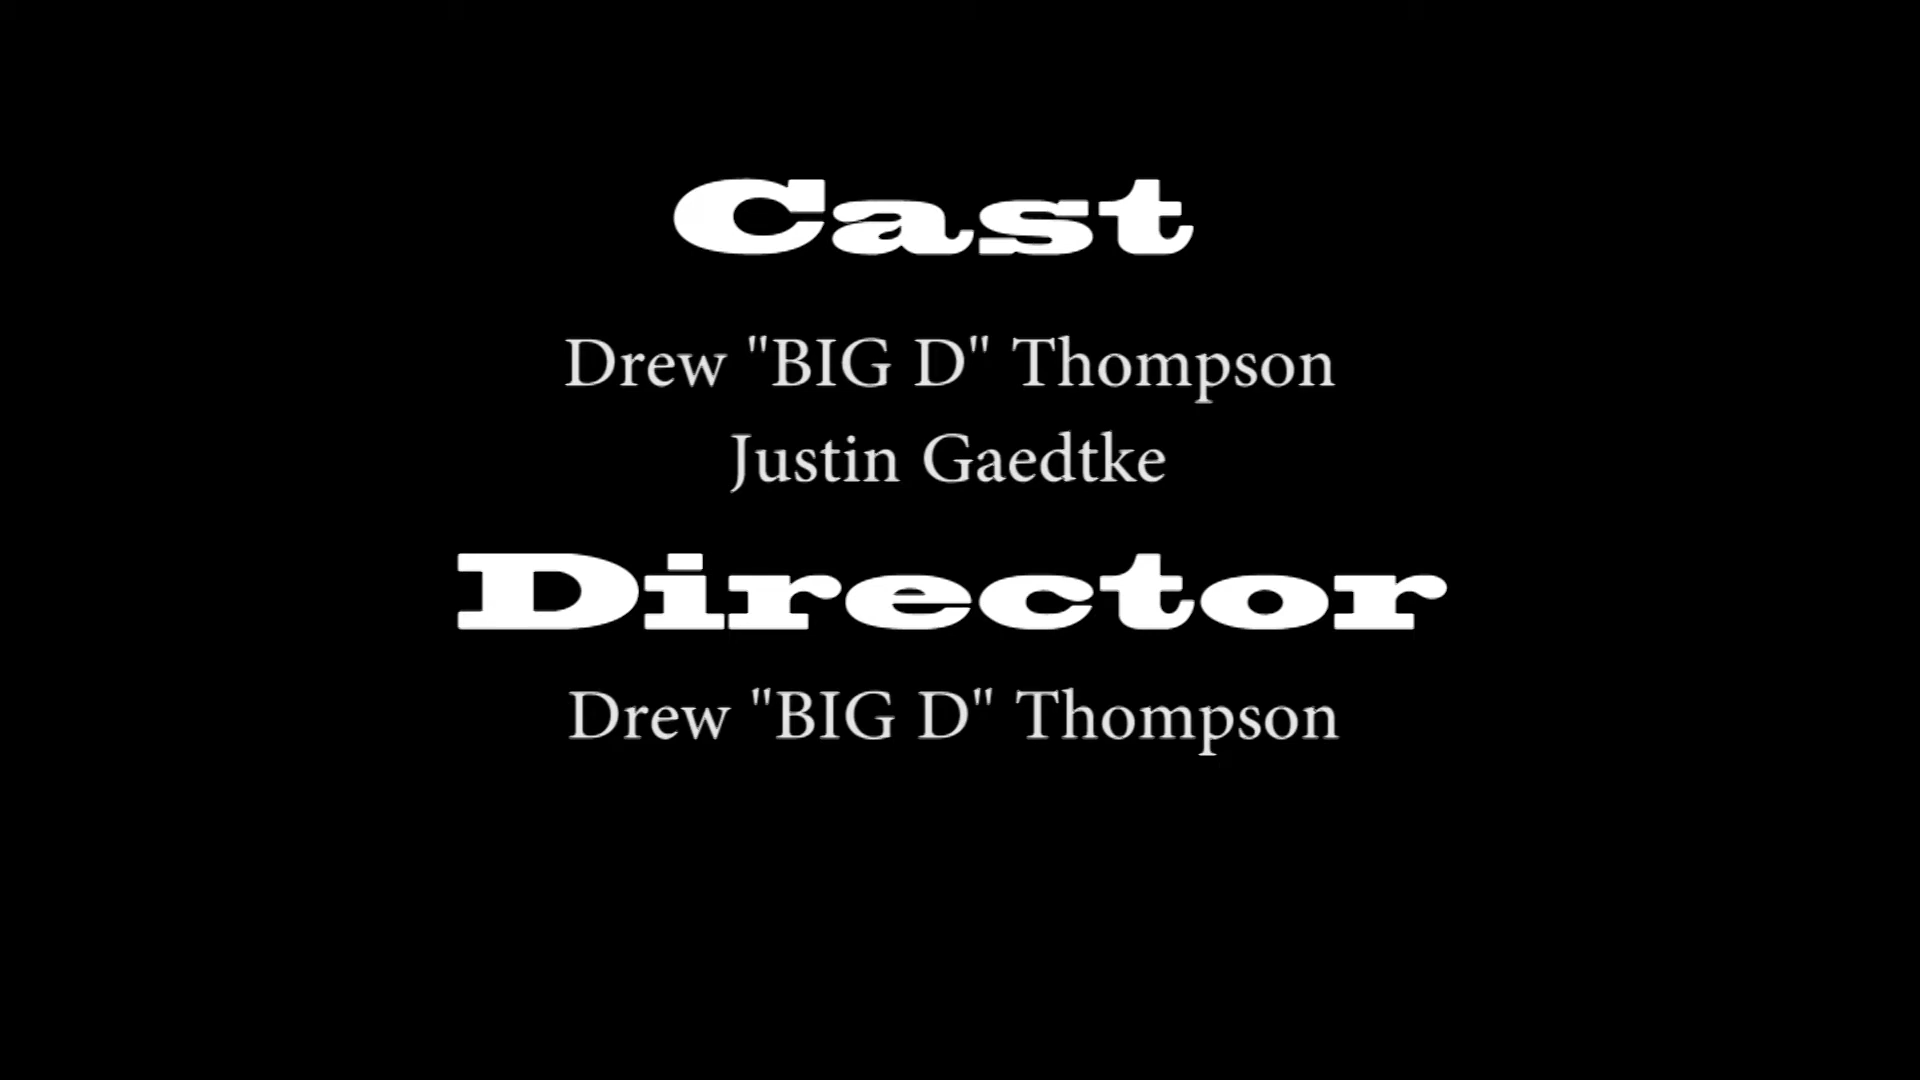 Cast
Drew "BIG D" Thompson
Justin Gaedtke
Director
Drew "BIG D" Thompson